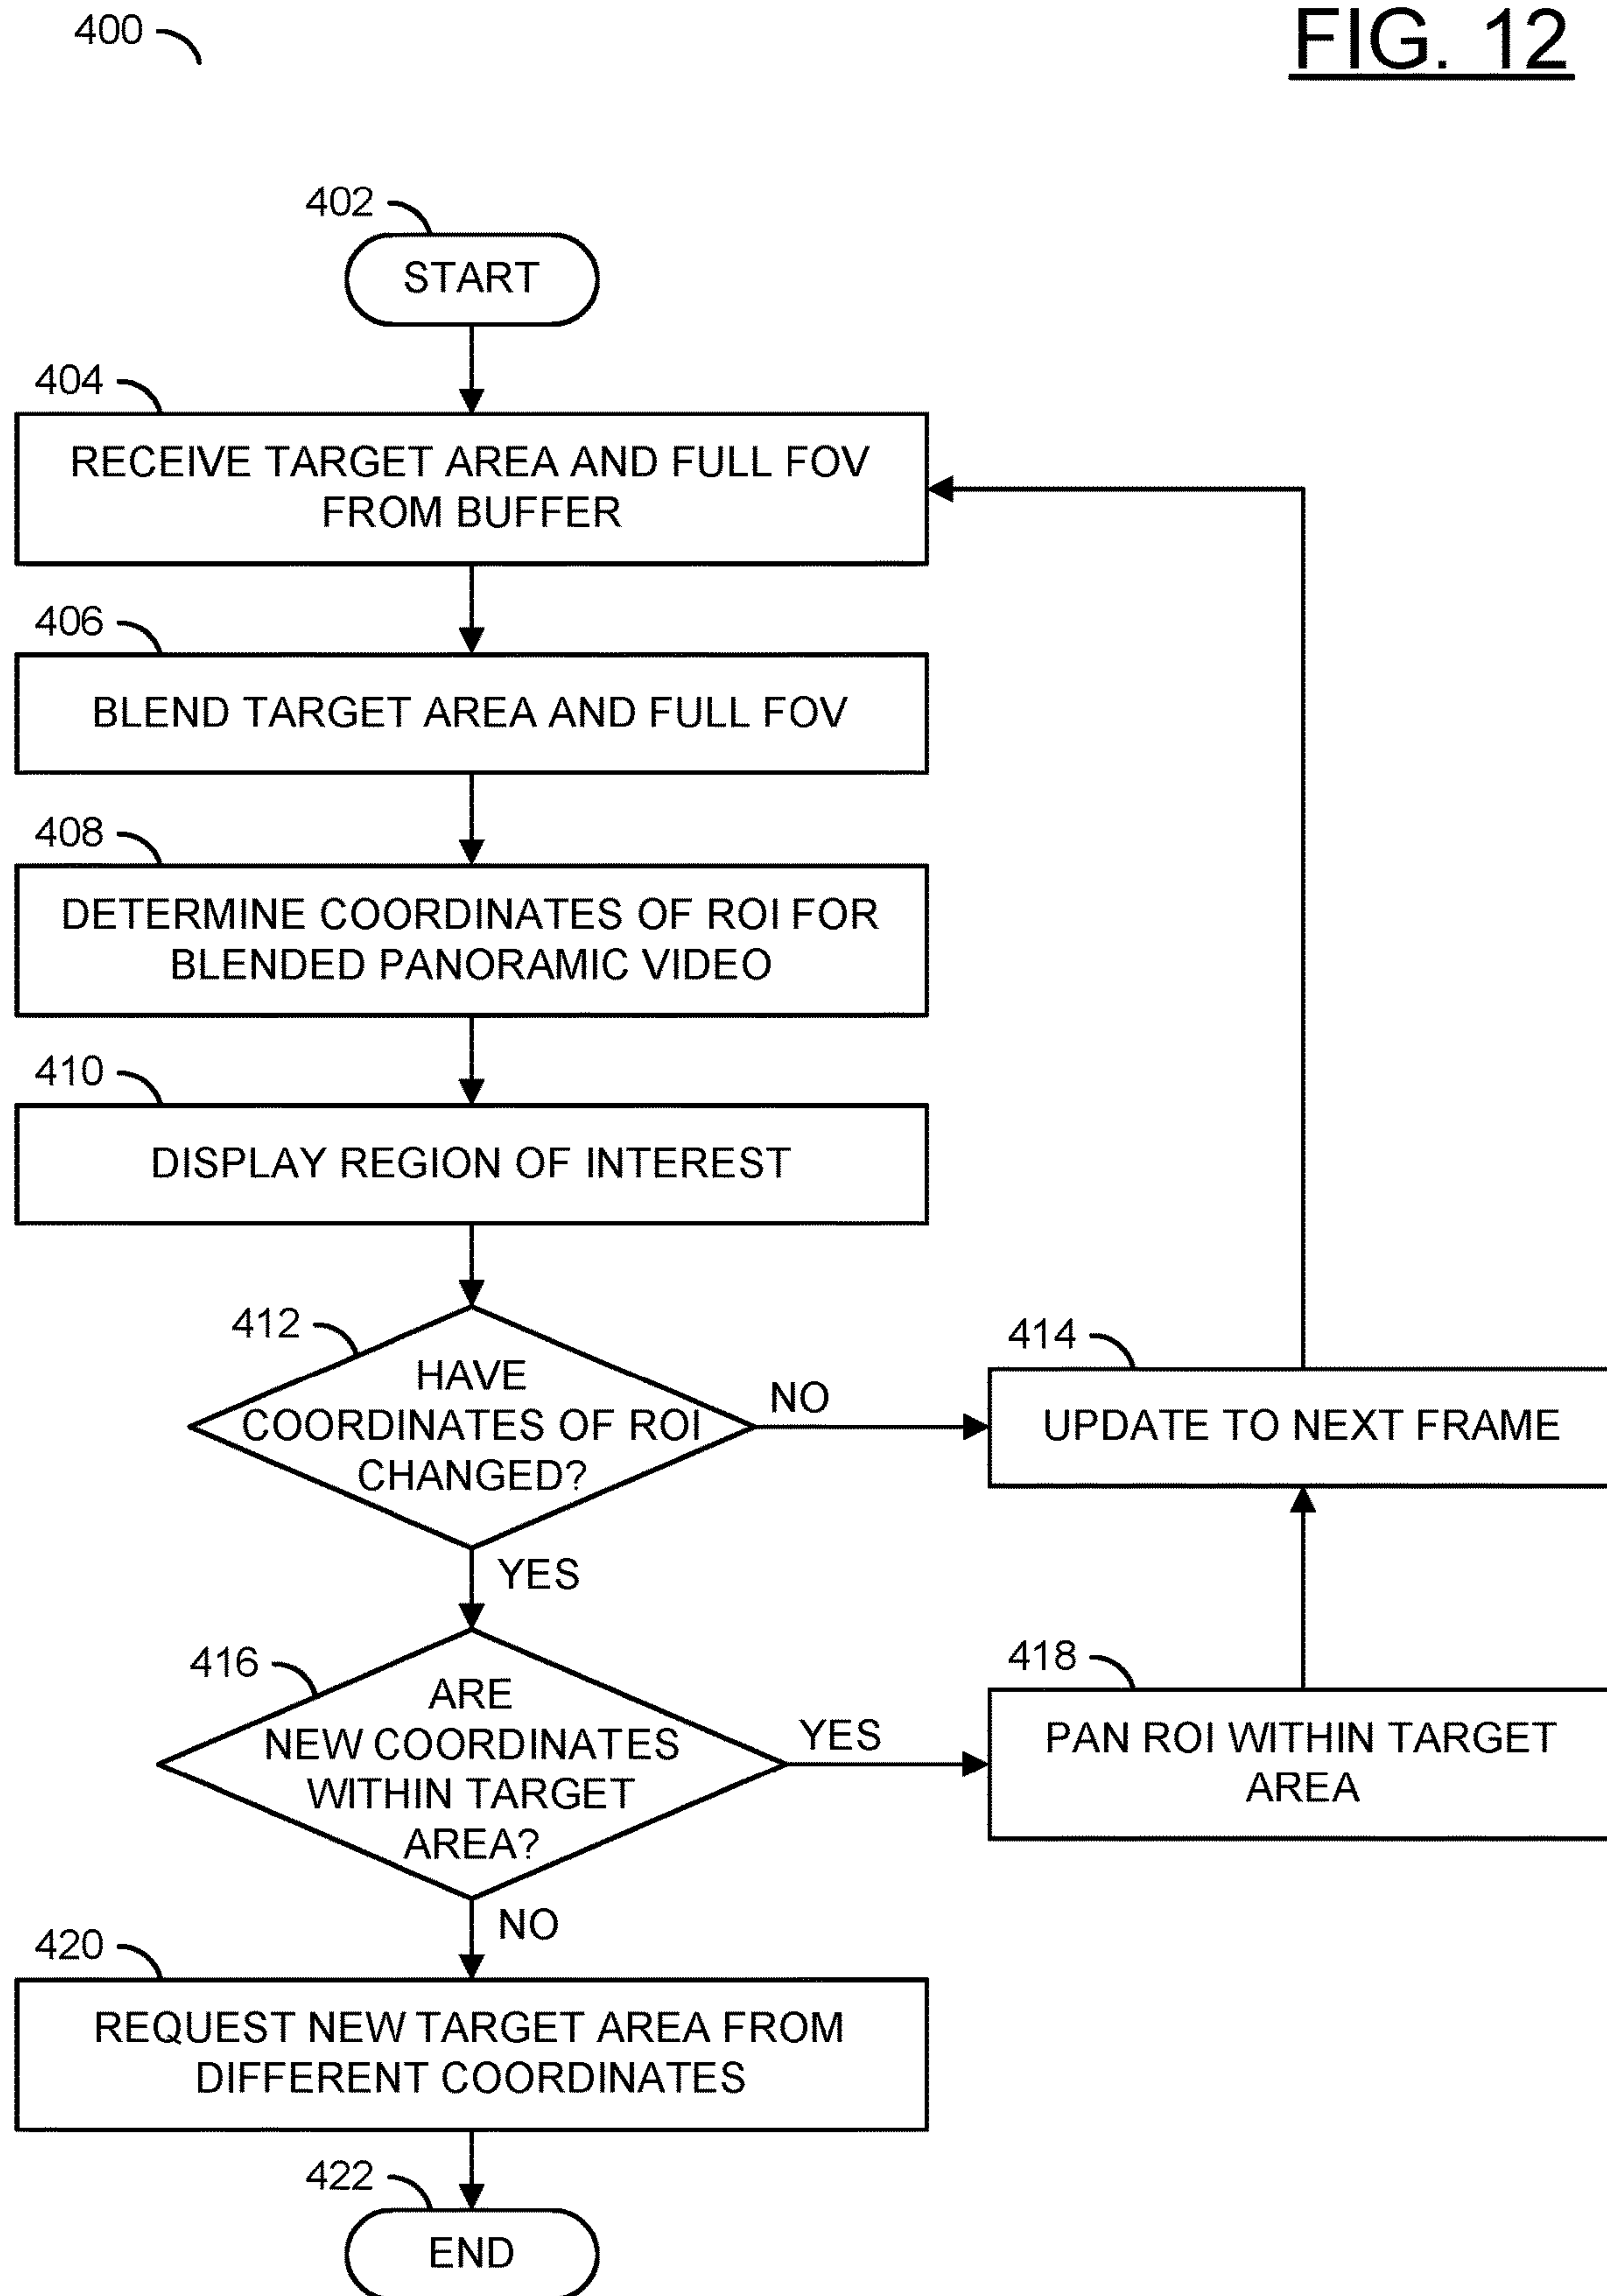 400
FIG. 12
402
START
404
RECEIVE TARGET AREA AND FULL FOV
FROM BUFFER
406
BLEND TARGET AREA AND FULL FOV
408
DETERMINE COORDINATES OF ROI FOR
BLENDED PANORAMIC VIDEO
410
DISPLAY REGION OF INTEREST
412
HAVE
COORDINATES OF ROI
CHANGED?
NO
414
UPDATE TO NEXT FRAME
YES
416
ARE
NEW COORDINATES
WITHIN TARGET
AREA?
YES
418
PAN ROI WITHIN TARGET
AREA
NO
420
REQUEST NEW TARGET AREA FROM
DIFFERENT COORDINATES
422
END